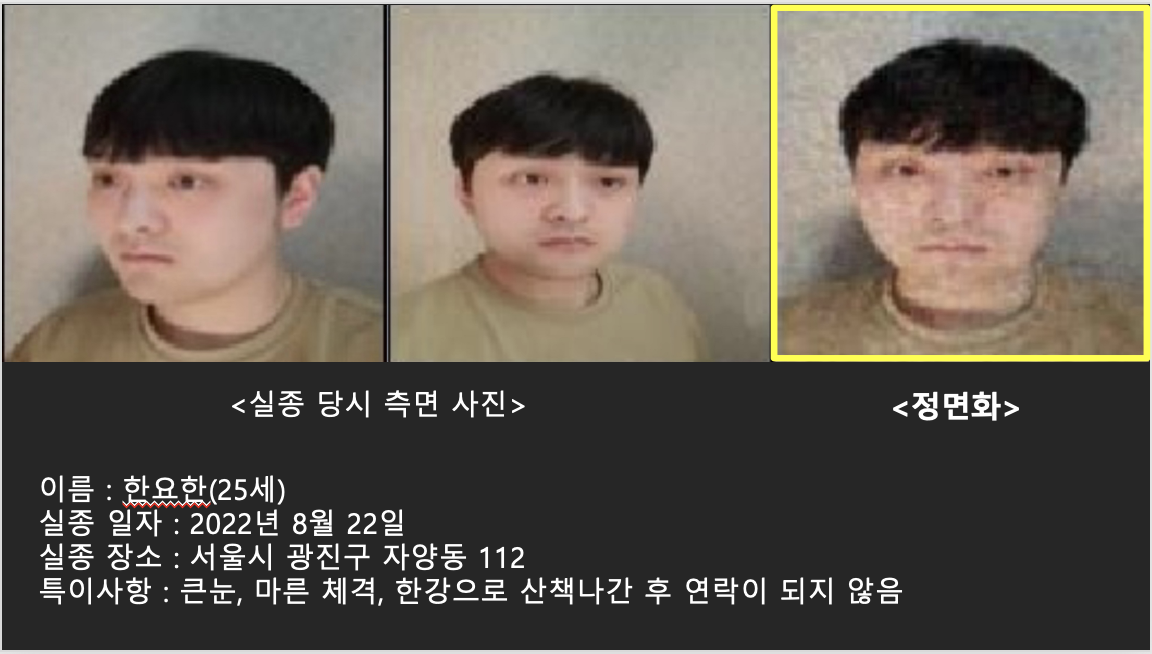 <실종 당시 측면 사진>
<정면화>
이름 : 한요한(25세)
실종 일자 : 2022년 8월 22일
실종 장소 : 서울시 광진구 자양동 112
특이사항 : 큰눈, 마른 체격, 한강으로 산책나간 후 연락이 되지 않음